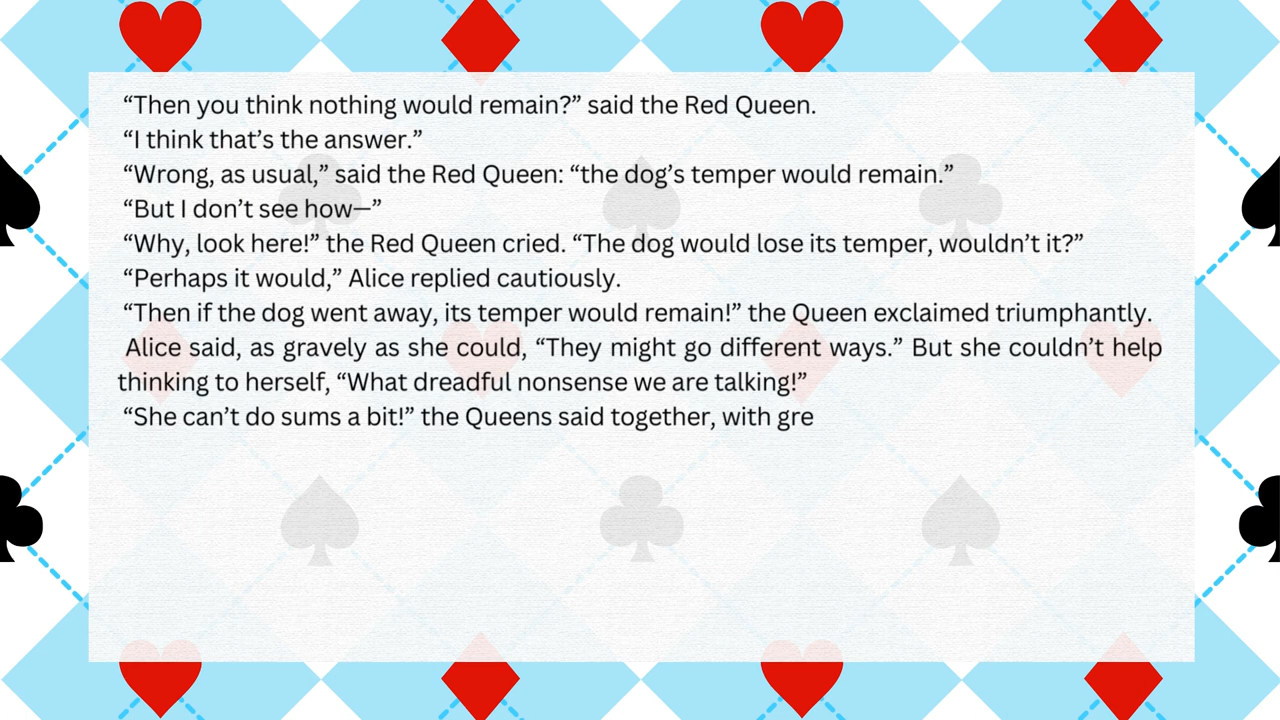 “Then you think nothing would remain?” said the Red Queen.
“I think that’s the answer.”
“Wrong, as usual,” said the Red Queen: “the dog’s temper would remain.”
“But I don’t see how—”
“Why, look here!” the Red Queen cried. “The dog would lose its temper, wouldn’t it?”
“Perhaps it would,” Alice replied cautiously.
“Then if the dog went away, its temper would remain!” the Queen exclaimed triumphantly.
Alice said, as gravely as she could, “They might go different ways.” But she couldn’t help
thinking to herself, “What dreadful nonsense we are talking!”
“She can’t do sums a bit!” the Queens said together, with gre